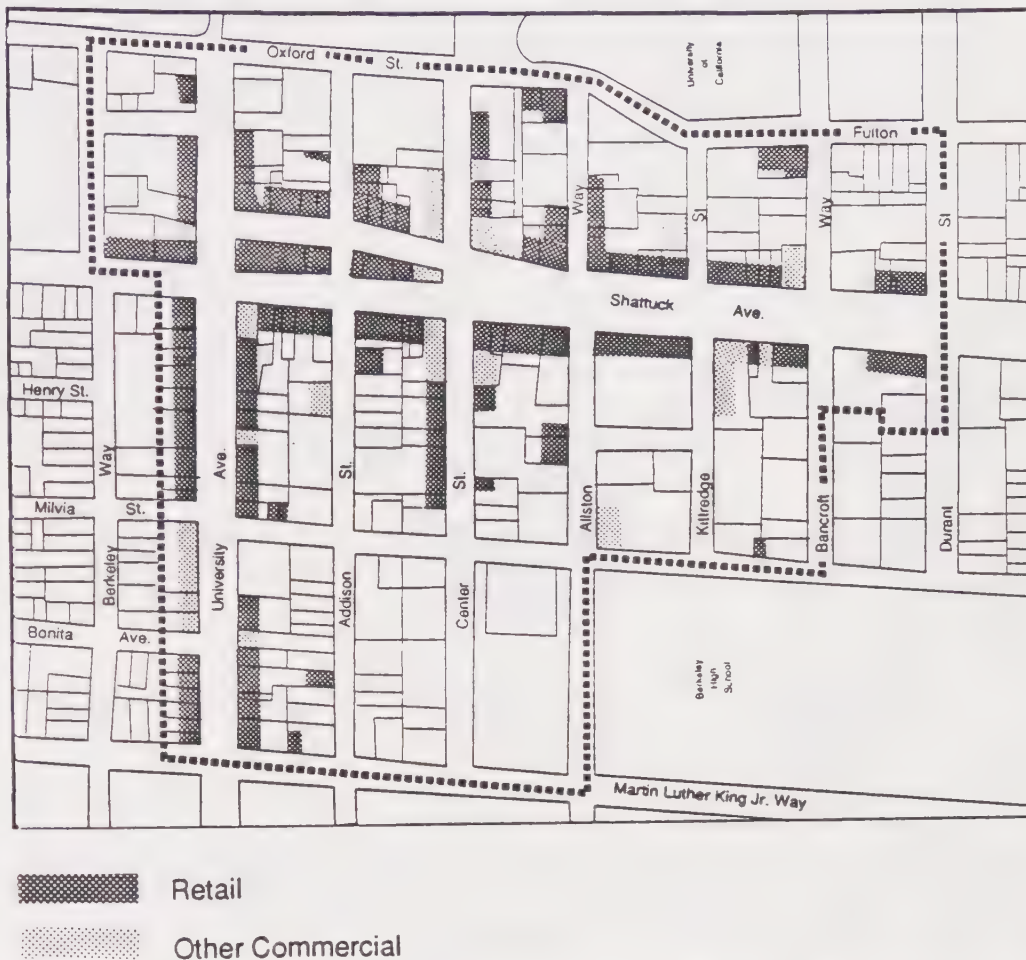 Oxford St.
University
of
California
Fulton
Way
St
Way
St
Shattuck Ave.
Henry St.
Way
Ave.
St.
St.
Milvia St.
Berkeley
University
Addison
Center
Allston
Kittredge
Bancroft
Durant
Bonita Ave.
Berkeley
High
School
Martin Luther King Jr. Way
Retail
Other Commercial